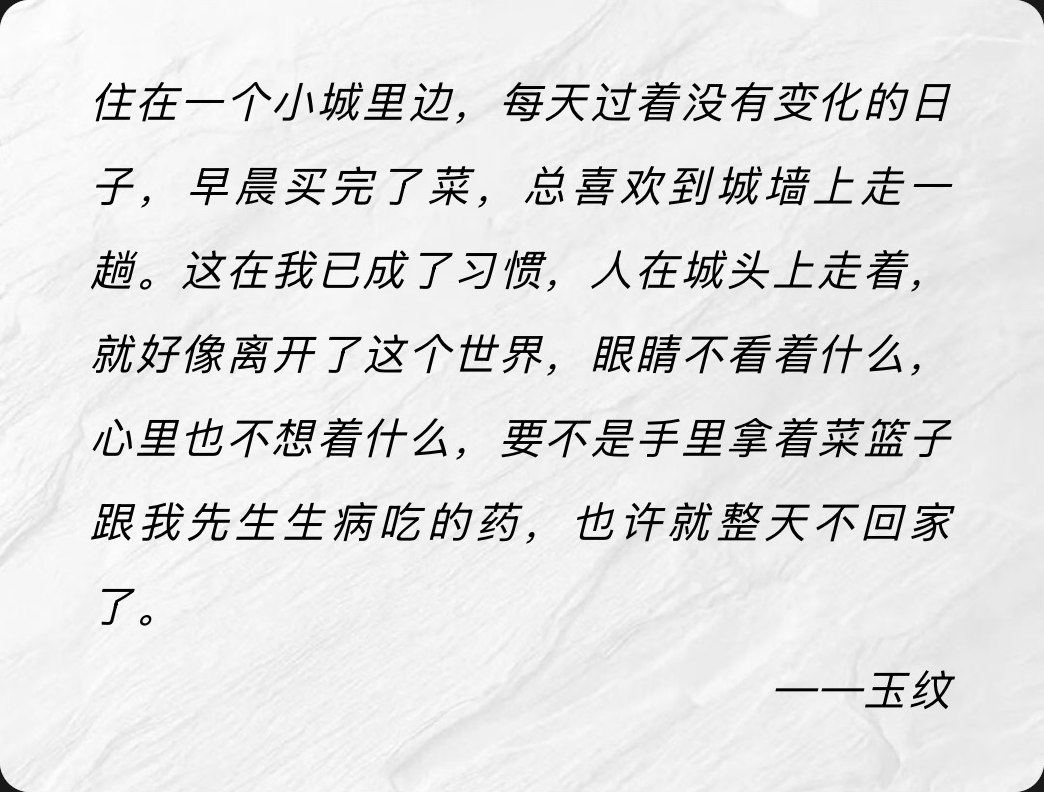 住在一个小城里边，每天过着没有变化的日
子，早晨买完了菜，总喜欢到城墙上走一
趟。这在我已成了习惯，人在城头上走着，
就好像离开了这个世界，眼睛不看着什么，
心里也不想着什么，要不是手里拿着菜篮子
跟我先生生病吃的药，也许就整天不回家
了。
——玉纹